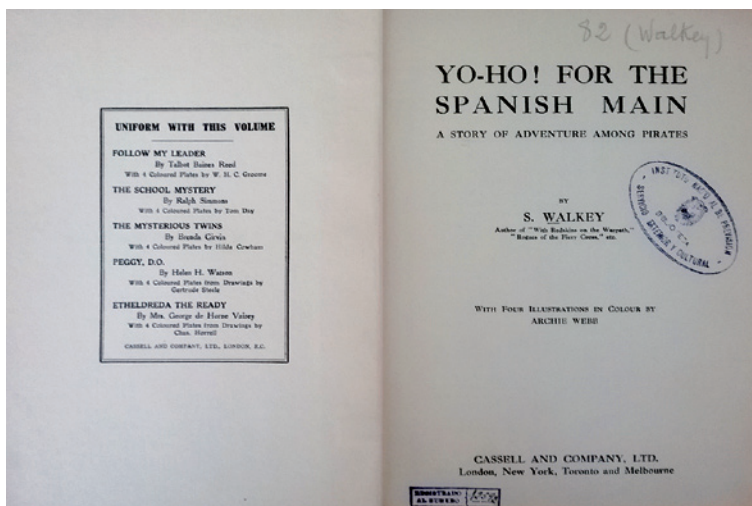 UNIFORM WITH THIS VOLUME
FOLLOW MY LEADER
By Talbot Baines Reed
With 4 Coloured Plates by W. H. C. Groome
THE SCHOOL MYSTERY
By Ralph Simmons
With 4 Coloured Plates by Tom Day
THE MYSTERIOUS TWINS
By Brenda Girvin
With 4 Coloured Plates by Hilda Cowham
PEGGY, D.O.
By Helen H. Watson
With 4 Coloured Plates from Drawings by
Gertrude Steele
ETHELDREDA THE READY
By Mrs. George de Horne Vaizey
With 4 Coloured Plates from Drawings by
Chas. Horrell
CASSELL AND COMPANY, LTD., LONDON, E.C.
82 (Walkey)
YO-HO! FOR THE
SPANISH MAIN
A STORY OF ADVENTURE AMONG PIRATES
BY
S. WALKEY
Author of "With Redskins on the Warpath,"
"Rogues of the Fiery Cross," etc.
SERVICIO EXTERIOR Y CULTURAL
WITH FOUR ILLUSTRATIONS IN COLOUR BY
ARCHIE WEBB
CASSELL AND COMPANY, LTD.
London, New York, Toronto and Melbourne
REGISTRADO
AL NUMERO